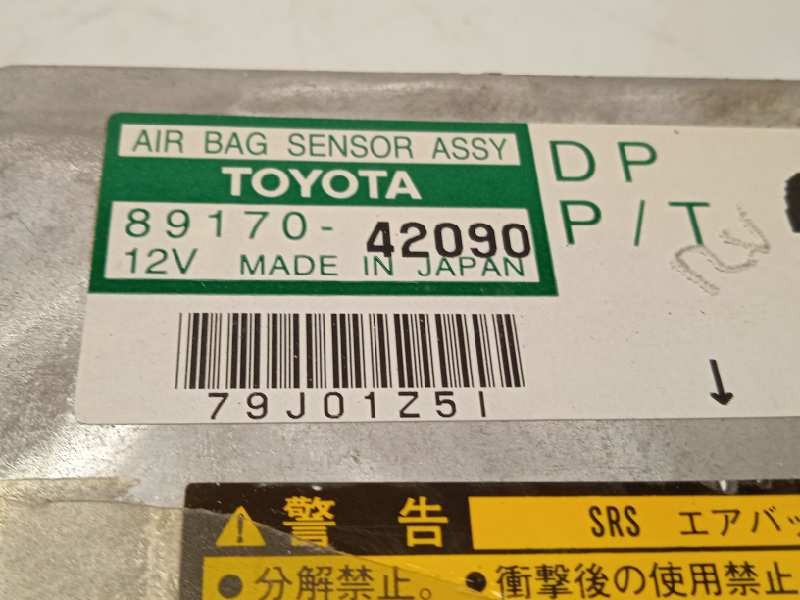 AIR BAG SENSOR ASSY
TOYOTA
89170-42090
12V MADE IN JAPAN
DP
P/T
79J01Z51
警告
SRS エアバッ
●分解禁止。 ●衝撃後の使用禁止